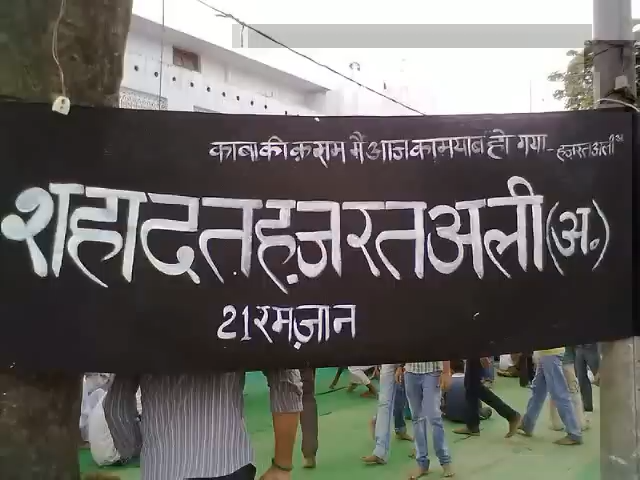 काबा की क़सम मैं आज कामयाब हो गया - हज़रत अली अ
शहादत हज़रत अली (अ.)
21 रमज़ान